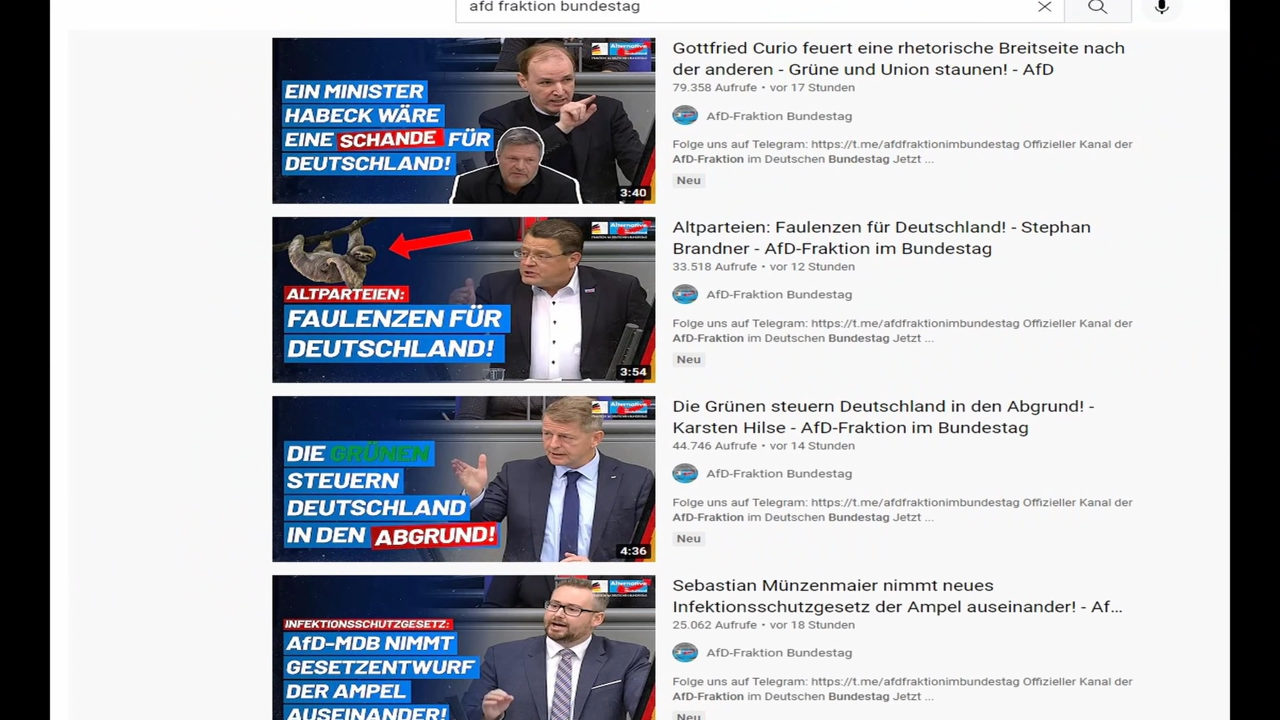 afd fraktion bundestag
EIN MINISTER
HABECK WÄRE
EINE SCHANDE FÜR
DEUTSCHLAND!
3:40
Gottfried Curio feuert eine rhetorische Breitseite nach
der anderen - Grüne und Union staunen! - AfD
79.358 Aufrufe • vor 17 Stunden
AfD-Fraktion Bundestag
Folge uns auf Telegram: https://t.me/afdfraktionimbundestag Offizieller Kanal der
AfD-Fraktion im Deutschen Bundestag Jetzt ...
Neu
ALTPARTEIEN:
FAULENZEN FÜR
DEUTSCHLAND!
3:54
Altparteien: Faulenzen für Deutschland! - Stephan
Brandner - AfD-Fraktion im Bundestag
33.518 Aufrufe • vor 12 Stunden
AfD-Fraktion Bundestag
Folge uns auf Telegram: https://t.me/afdfraktionimbundestag Offizieller Kanal der
AfD-Fraktion im Deutschen Bundestag Jetzt ...
Neu
DIE GRÜNEN
STEUERN
DEUTSCHLAND
IN DEN ABGRUND!
4:36
Die Grünen steuern Deutschland in den Abgrund! -
Karsten Hilse - AfD-Fraktion im Bundestag
44.746 Aufrufe • vor 14 Stunden
AfD-Fraktion Bundestag
Folge uns auf Telegram: https://t.me/afdfraktionimbundestag Offizieller Kanal der
AfD-Fraktion im Deutschen Bundestag Jetzt ...
Neu
INFEKTIONSSCHUTZGESETZ:
AfD-MDB NIMMT
GESETZENTWURF
DER AMPEL
AUSEINANDER!
Sebastian Münzenmaier nimmt neues
Infektionsschutzgesetz der Ampel auseinander! - Af...
25.062 Aufrufe • vor 18 Stunden
AfD-Fraktion Bundestag
Folge uns auf Telegram: https://t.me/afdfraktionimbundestag Offizieller Kanal der
AfD-Fraktion im Deutschen Bundestag Jetzt ...
Neu